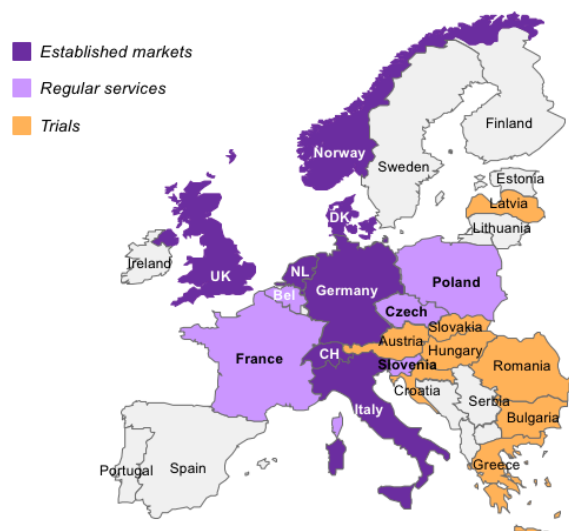 Established markets
Regular services
Trials
Norway
Finland
Sweden
Estonia
Latvia
Lithuania
DK
Ireland
UK
NL
Bel
Germany
Poland
Czech
Slovakia
France
CH
Austria
Hungary
Slovenia
Romania
Croatia
Serbia
Italy
Bulgaria
Portugal
Spain
Greece